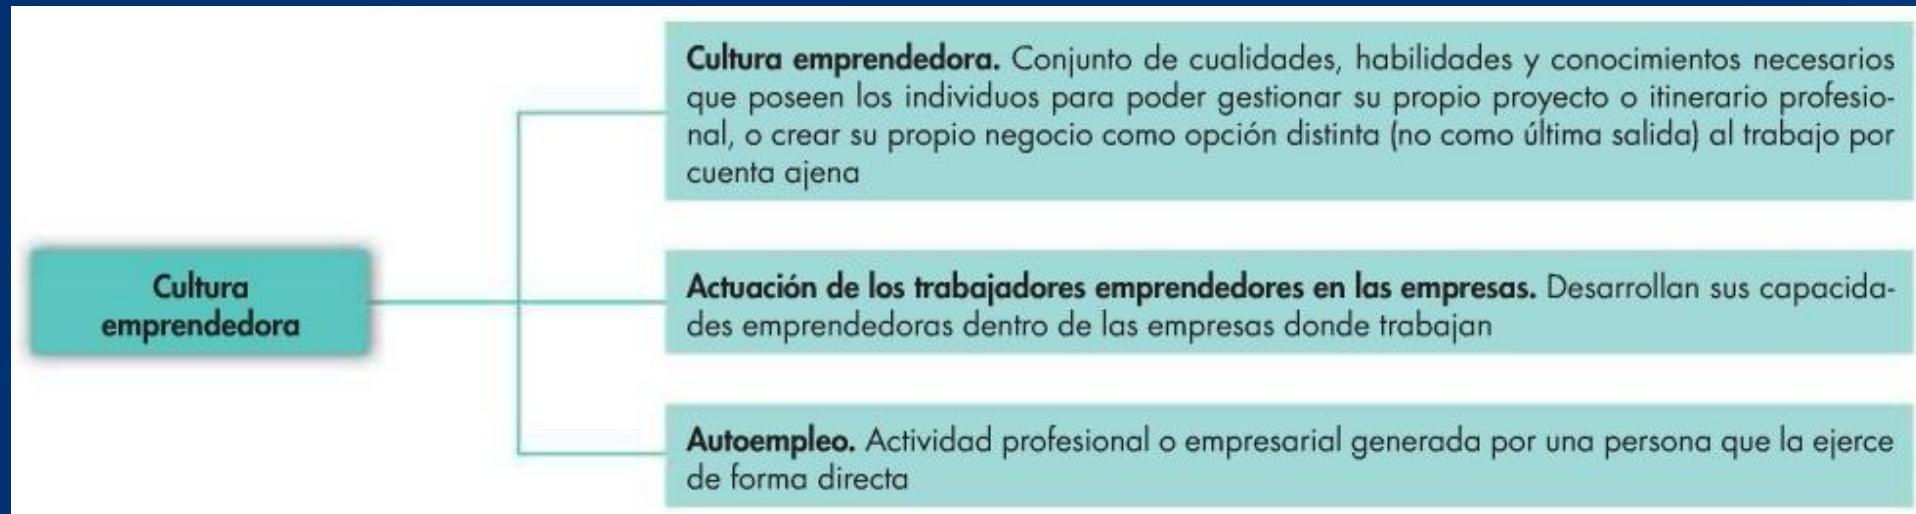 Cultura emprendedora. Conjunto de cualidades, habilidades y conocimientos necesarios
que poseen los individuos para poder gestionar su propio proyecto o itinerario profesio-
nal, o crear su propio negocio como opción distinta (no como última salida) al trabajo por
cuenta ajena
Cultura
emprendedora
Actuación de los trabajadores emprendedores en las empresas. Desarrollan sus capacida-
des emprendedoras dentro de las empresas donde trabajan
Autoempleo. Actividad profesional o empresarial generada por una persona que la ejerce
de forma directa